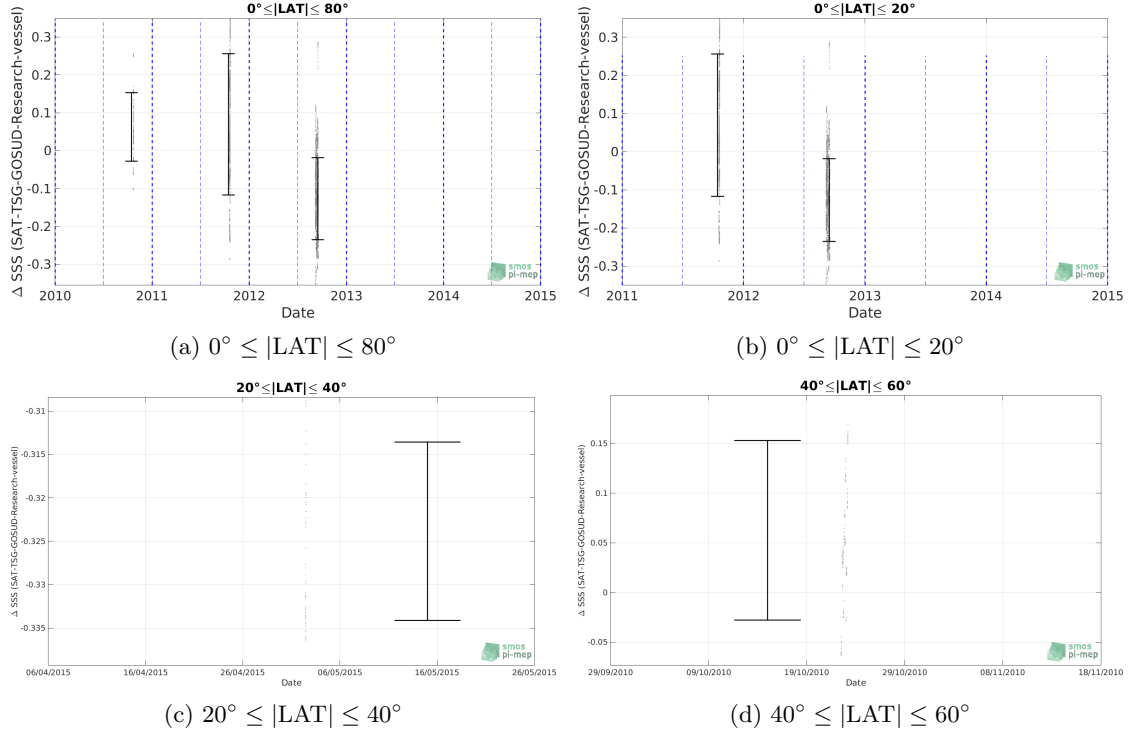 0°≤|LAT|≤ 80°
Δ SSS (SAT-TSG-GOSUD-Research-vessel)
0.3
0.2
0.1
0
-0.1
-0.2
-0.3
2010 2011 2012 2013 2014 2015
Date
smos
pi-mep
(a) 0° ≤ |LAT| ≤ 80°
0°≤|LAT|≤ 20°
Δ SSS (SAT-TSG-GOSUD-Research-vessel)
0.3
0.2
0.1
0
-0.1
-0.2
-0.3
2011 2012 2013 2014 2015
Date
smos
pi-mep
(b) 0° ≤ |LAT| ≤ 20°
20°≤|LAT|≤ 40°
Δ SSS (SAT-TSG-GOSUD-Research-vessel)
-0.31
-0.315
-0.32
-0.325
-0.33
-0.335
06/04/2015 16/04/2015 26/04/2015 06/05/2015 16/05/2015 26/05/2015
Date
smos
pi-mep
(c) 20° ≤ |LAT| ≤ 40°
40°≤|LAT|≤ 60°
Δ SSS (SAT-TSG-GOSUD-Research-vessel)
0.15
0.1
0.05
0
-0.05
29/09/2010 09/10/2010 19/10/2010 29/10/2010 08/11/2010 18/11/2010
Date
smos
pi-mep
(d) 40° ≤ |LAT| ≤ 60°